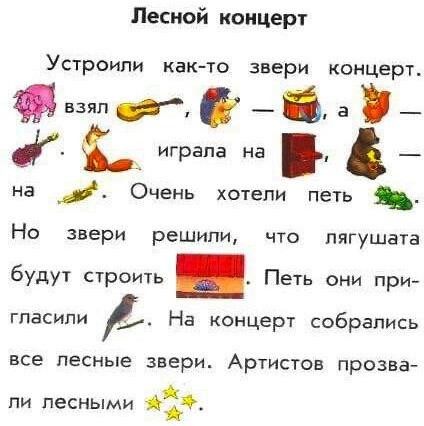 Лесной концерт
Устроили как-то звери концерт.
взял , — , а —
. играла на , —
на . Очень хотели петь .
Но звери решили, что лягушата
будут строить . Петь они при-
гласили . На концерт собрались
все лесные звери. Артистов прозва-
ли лесными .